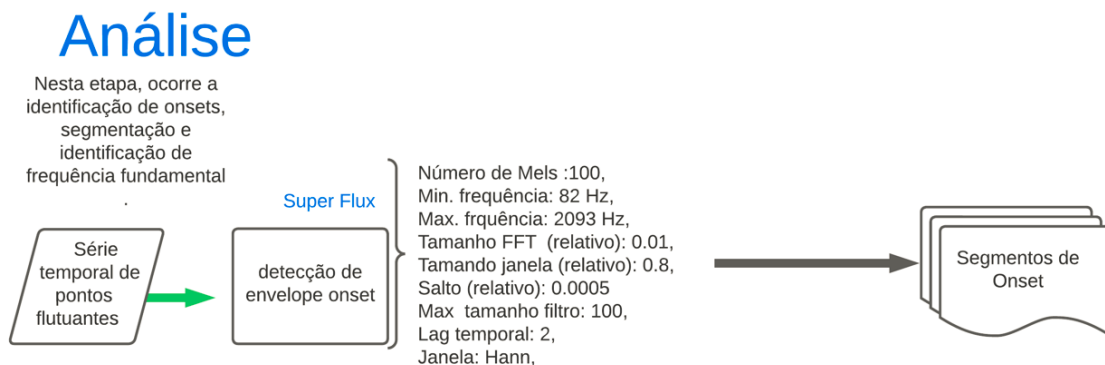 Análise
Nesta etapa, ocorre a
identificação de onsets,
segmentação e
identificação de
frequência fundamental
.
Super Flux
Série
temporal de
pontos
flutuantes
detecção de
envelope onset
Número de Mels :100,
Min. frequência: 82 Hz,
Max. frquência: 2093 Hz,
Tamanho FFT  (relativo): 0.01,
Tamando janela (relativo): 0.8,
Salto (relativo): 0.0005
Max  tamanho filtro: 100,
Lag temporal: 2,
Janela: Hann,
Segmentos de
Onset